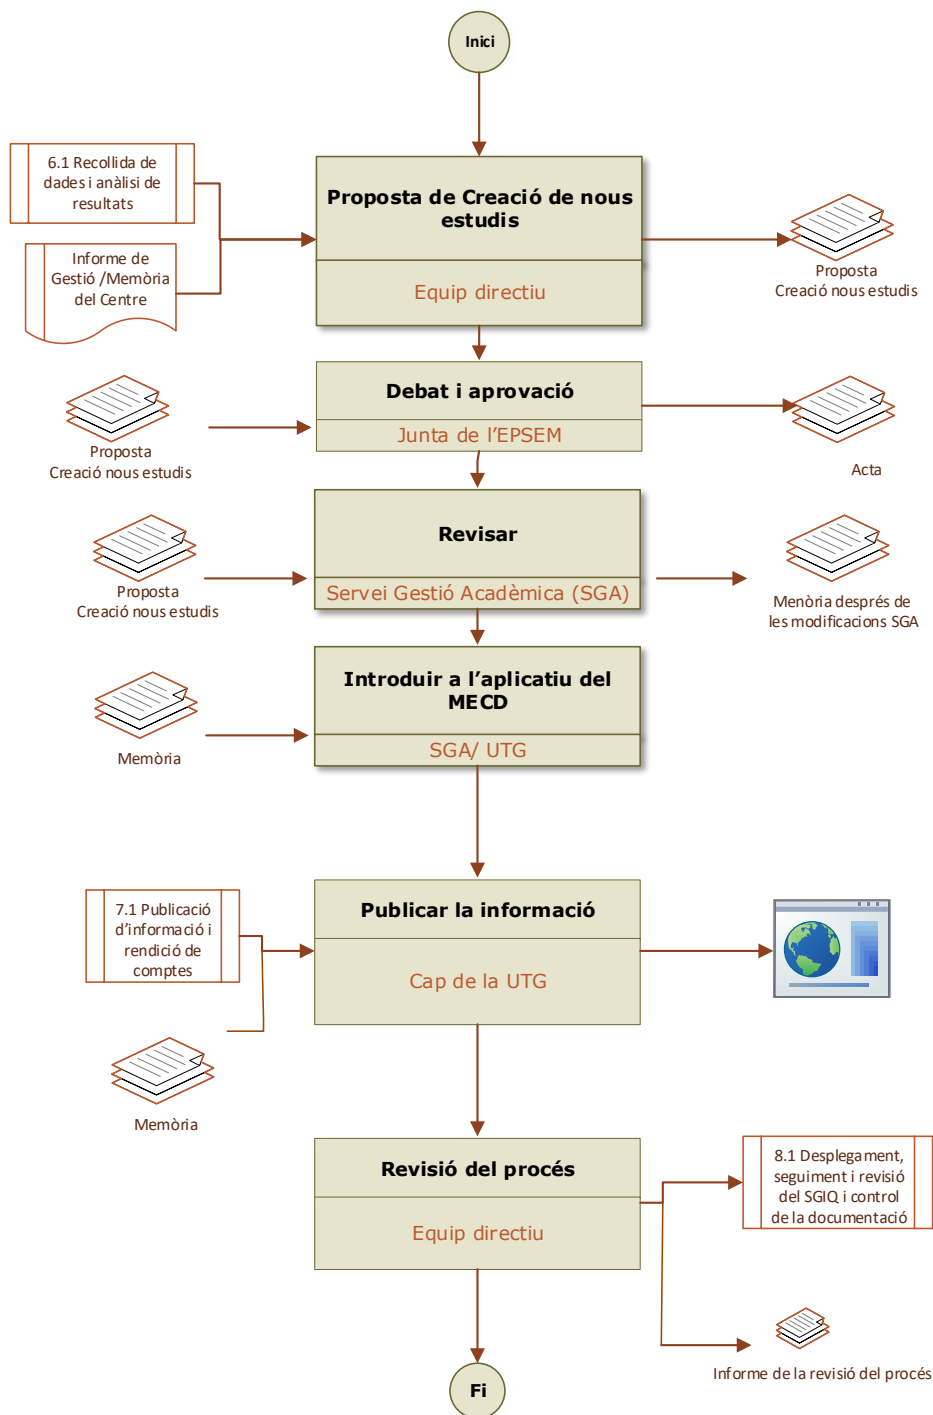 Inici
6.1 Recollida de
dades i anàlisi de
resultats
Informe de
Gestió /Memòria
del Centre
Proposta de Creació de nous
estudis
Equip directiu
Proposta
Creació nous estudis
Proposta
Creació nous estudis
Debat i aprovació
Junta de l’EPSEM
Acta
Proposta
Creació nous estudis
Revisar
Servei Gestió Acadèmica (SGA)
Menòria després de
les modificacions SGA
Memòria
Introduir a l’aplicatiu del
MECD
SGA/ UTG
7.1 Publicació
d’informació i
rendició de
comptes
Memòria
Publicar la informació
Cap de la UTG
Revisió del procés
Equip directiu
8.1 Desplegament,
seguiment i revisió
del SGIQ i control
de la documentació
Informe de la revisió del procés
Fi